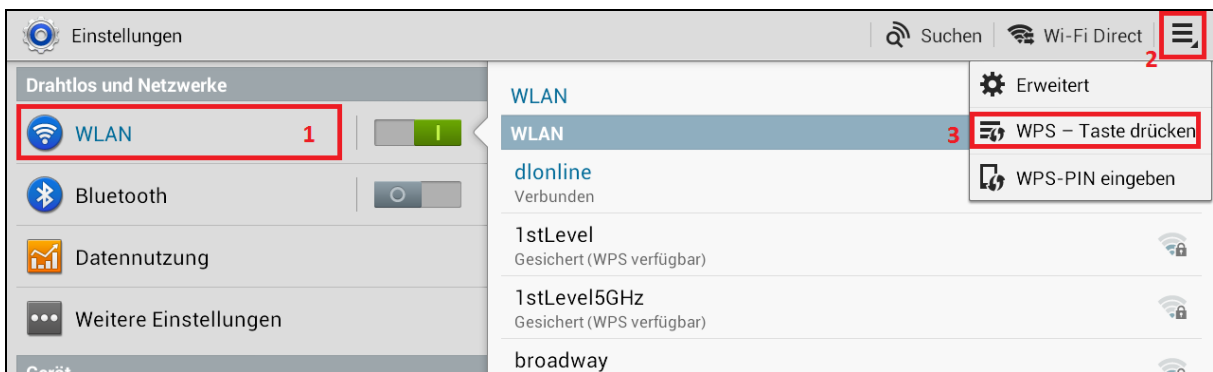 Einstellungen
Suchen
Wi-Fi Direct
2
Drahtlos und Netzwerke
WLAN
1
Bluetooth
Datennutzung
Weitere Einstellungen
Gerät
WLAN
WLAN
dlonline
Verbunden
1stLevel
Gesichert (WPS verfügbar)
1stLevel5GHz
Gesichert (WPS verfügbar)
broadway
Erweitert
3
WPS – Taste drücken
WPS-PIN eingeben